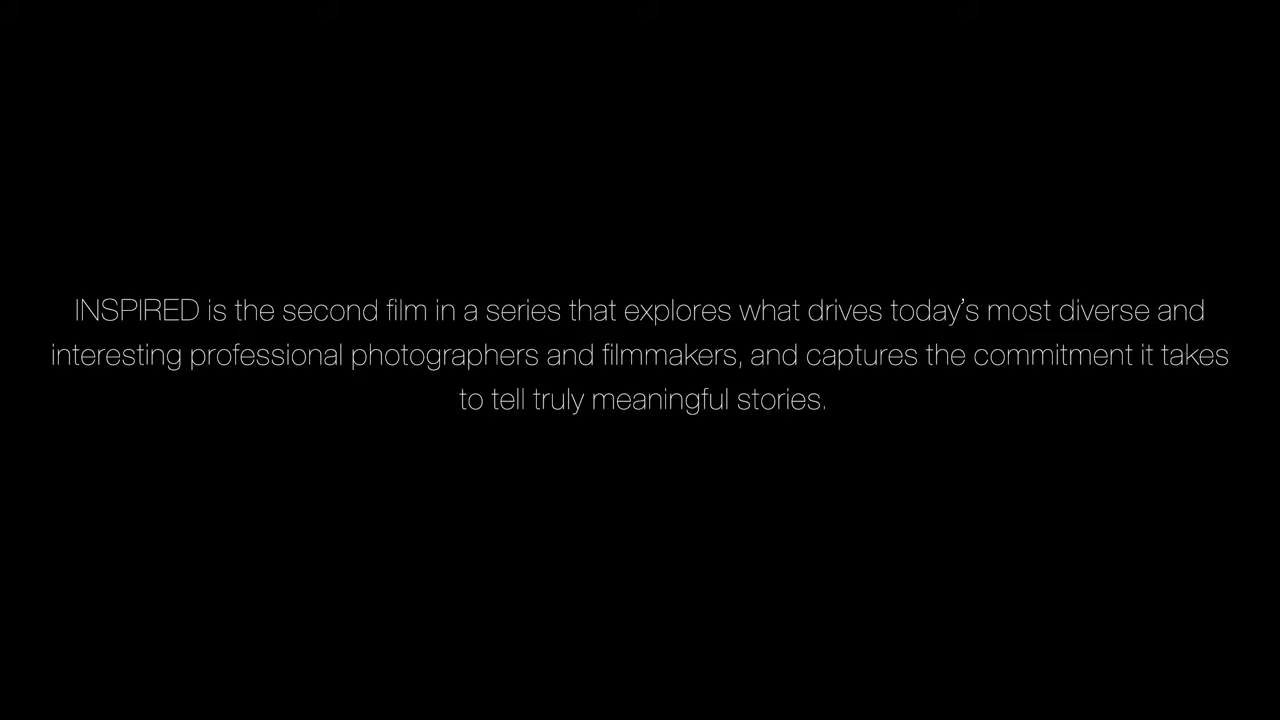 INSPIRED is the second film in a series that explores what drives today’s most diverse and
interesting professional photographers and filmmakers, and captures the commitment it takes
to tell truly meaningful stories.